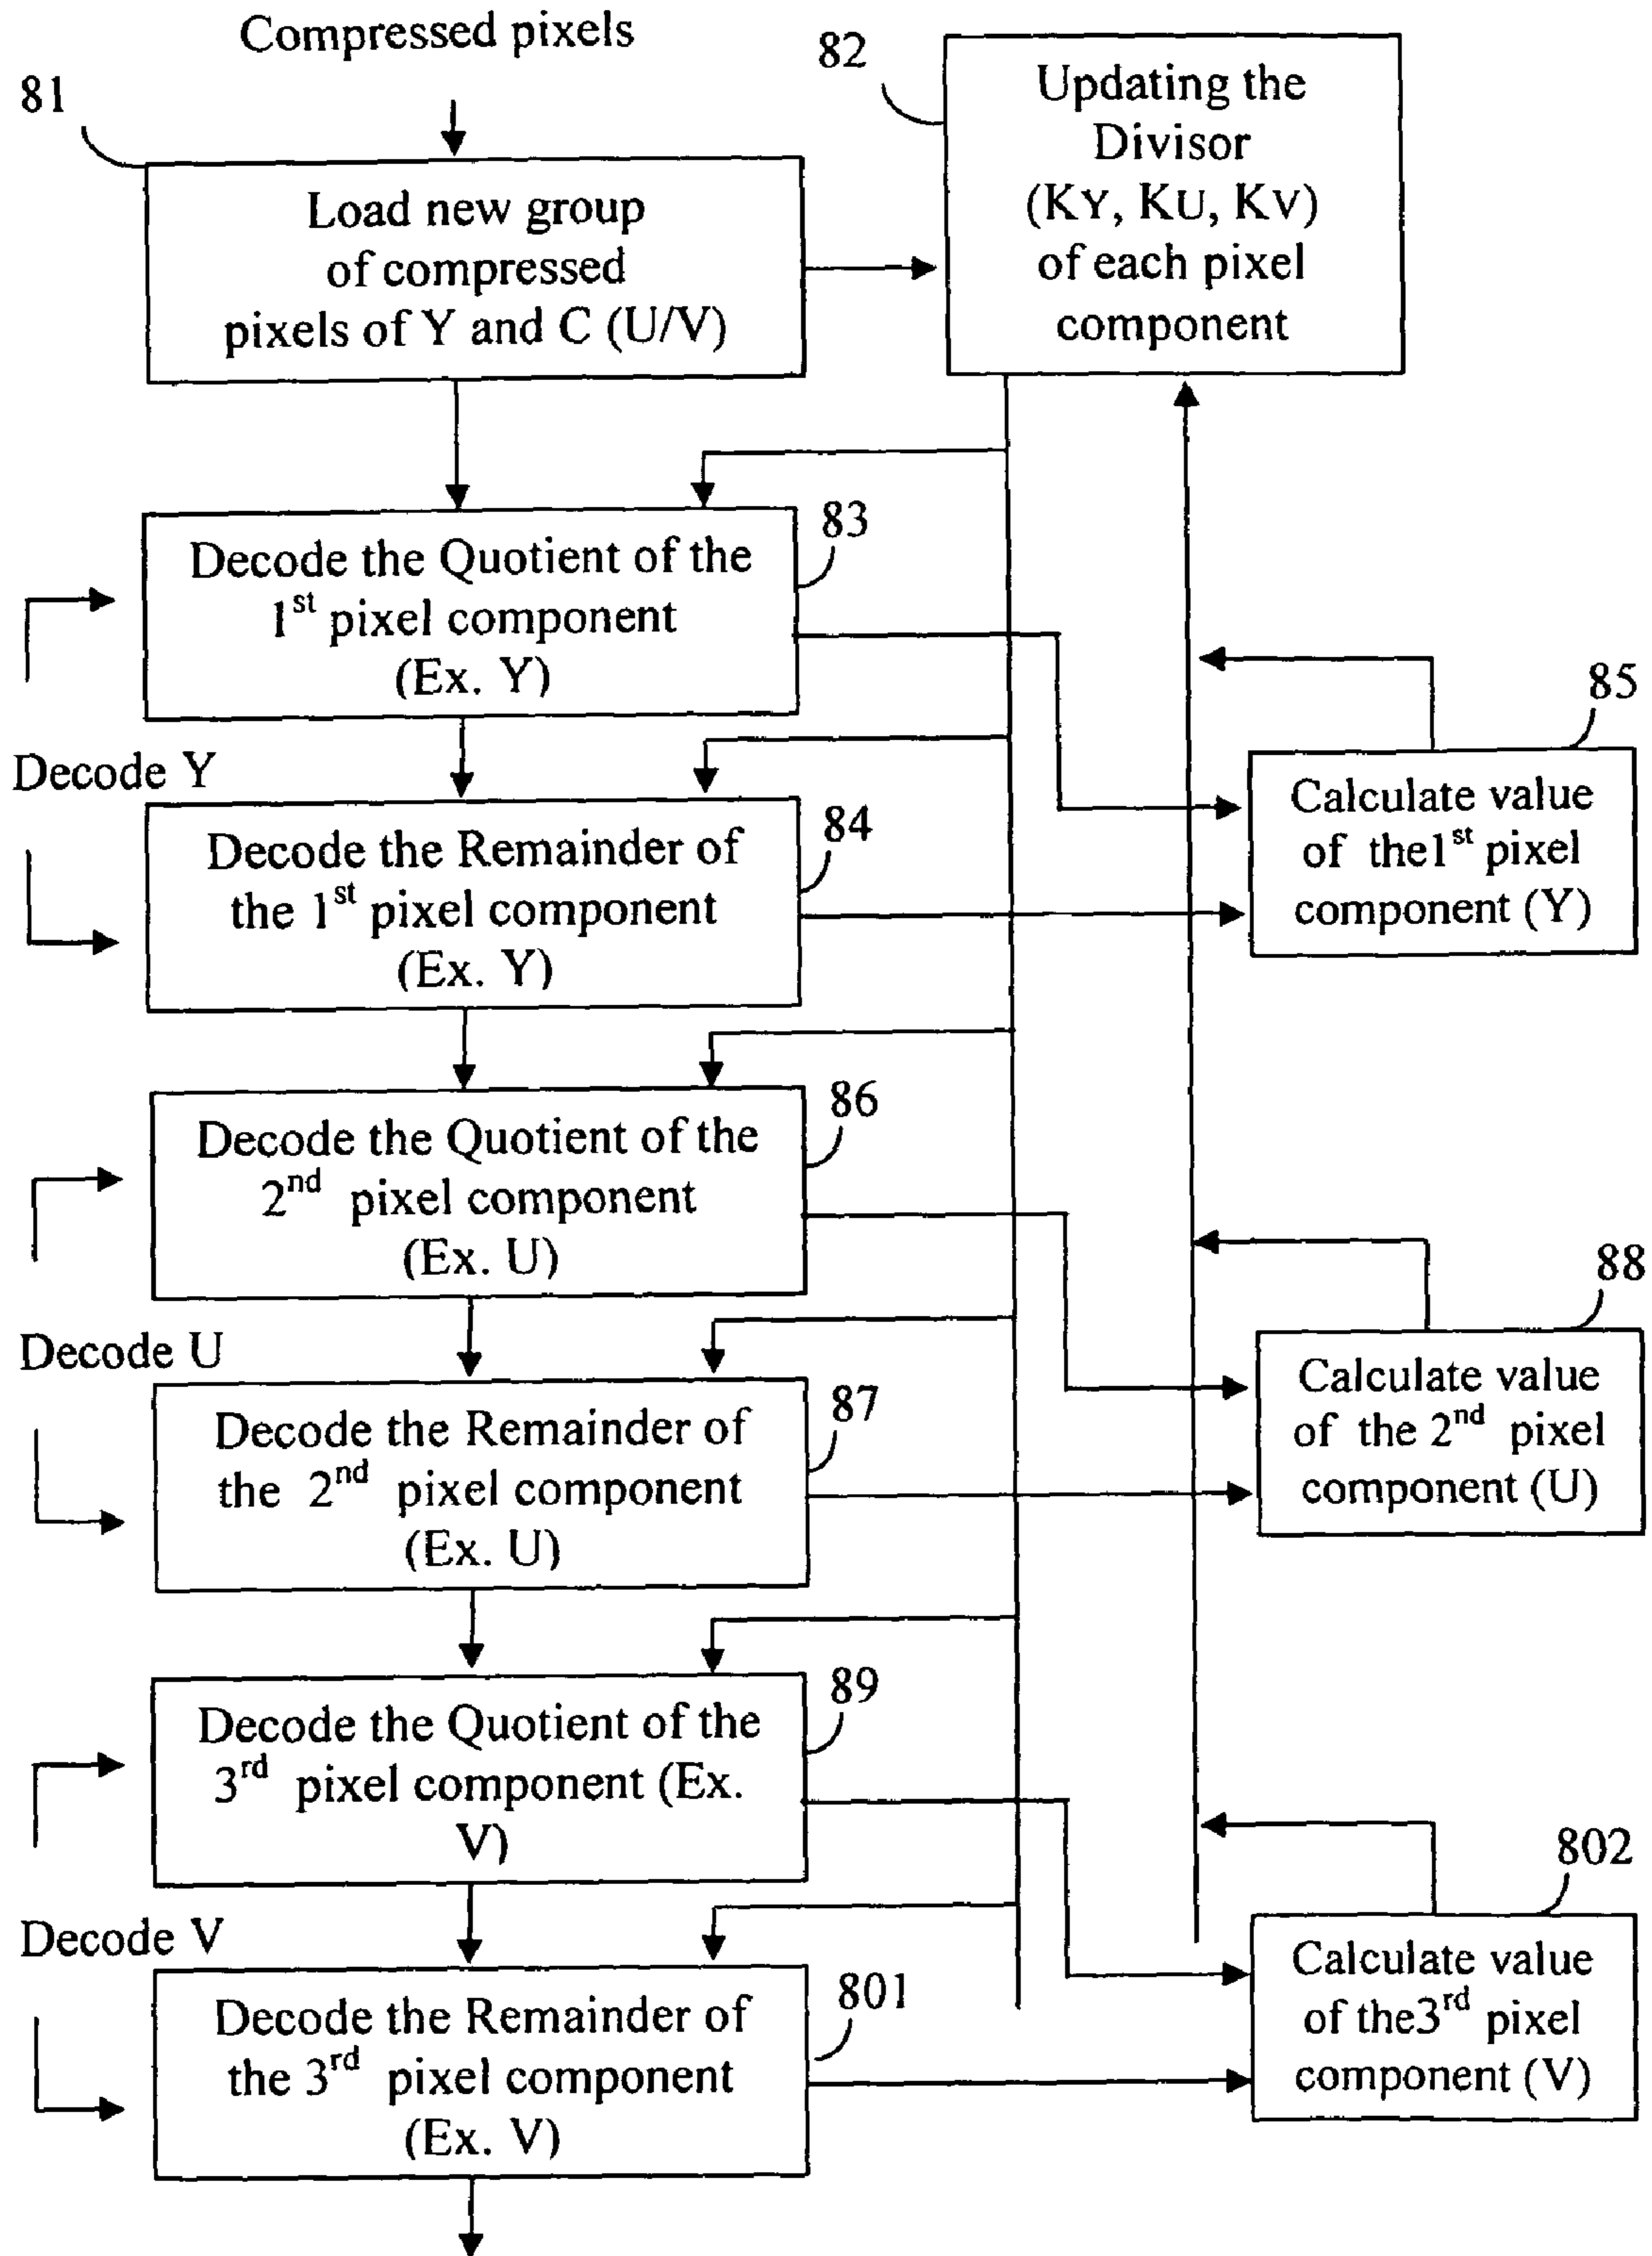 Compressed pixels
81
Load new group
of compressed
pixels of Y and C (U/V)
82
Updating the
Divisor
(KY, KU, KV)
of each pixel
component
83
Decode the Quotient of the
1st pixel component
(Ex. Y)
Decode Y
84
Decode the Remainder of
the 1st pixel component
(Ex. Y)
85
Calculate value
of the1st pixel
component (Y)
86
Decode the Quotient of the
2nd pixel component
(Ex. U)
Decode U
87
Decode the Remainder of
the 2nd pixel component
(Ex. U)
88
Calculate value
of the 2nd pixel
component (U)
89
Decode the Quotient of the
3rd pixel component (Ex.
V)
Decode V
801
Decode the Remainder of
the 3rd pixel component
(Ex. V)
802
Calculate value
of the3rd pixel
component (V)